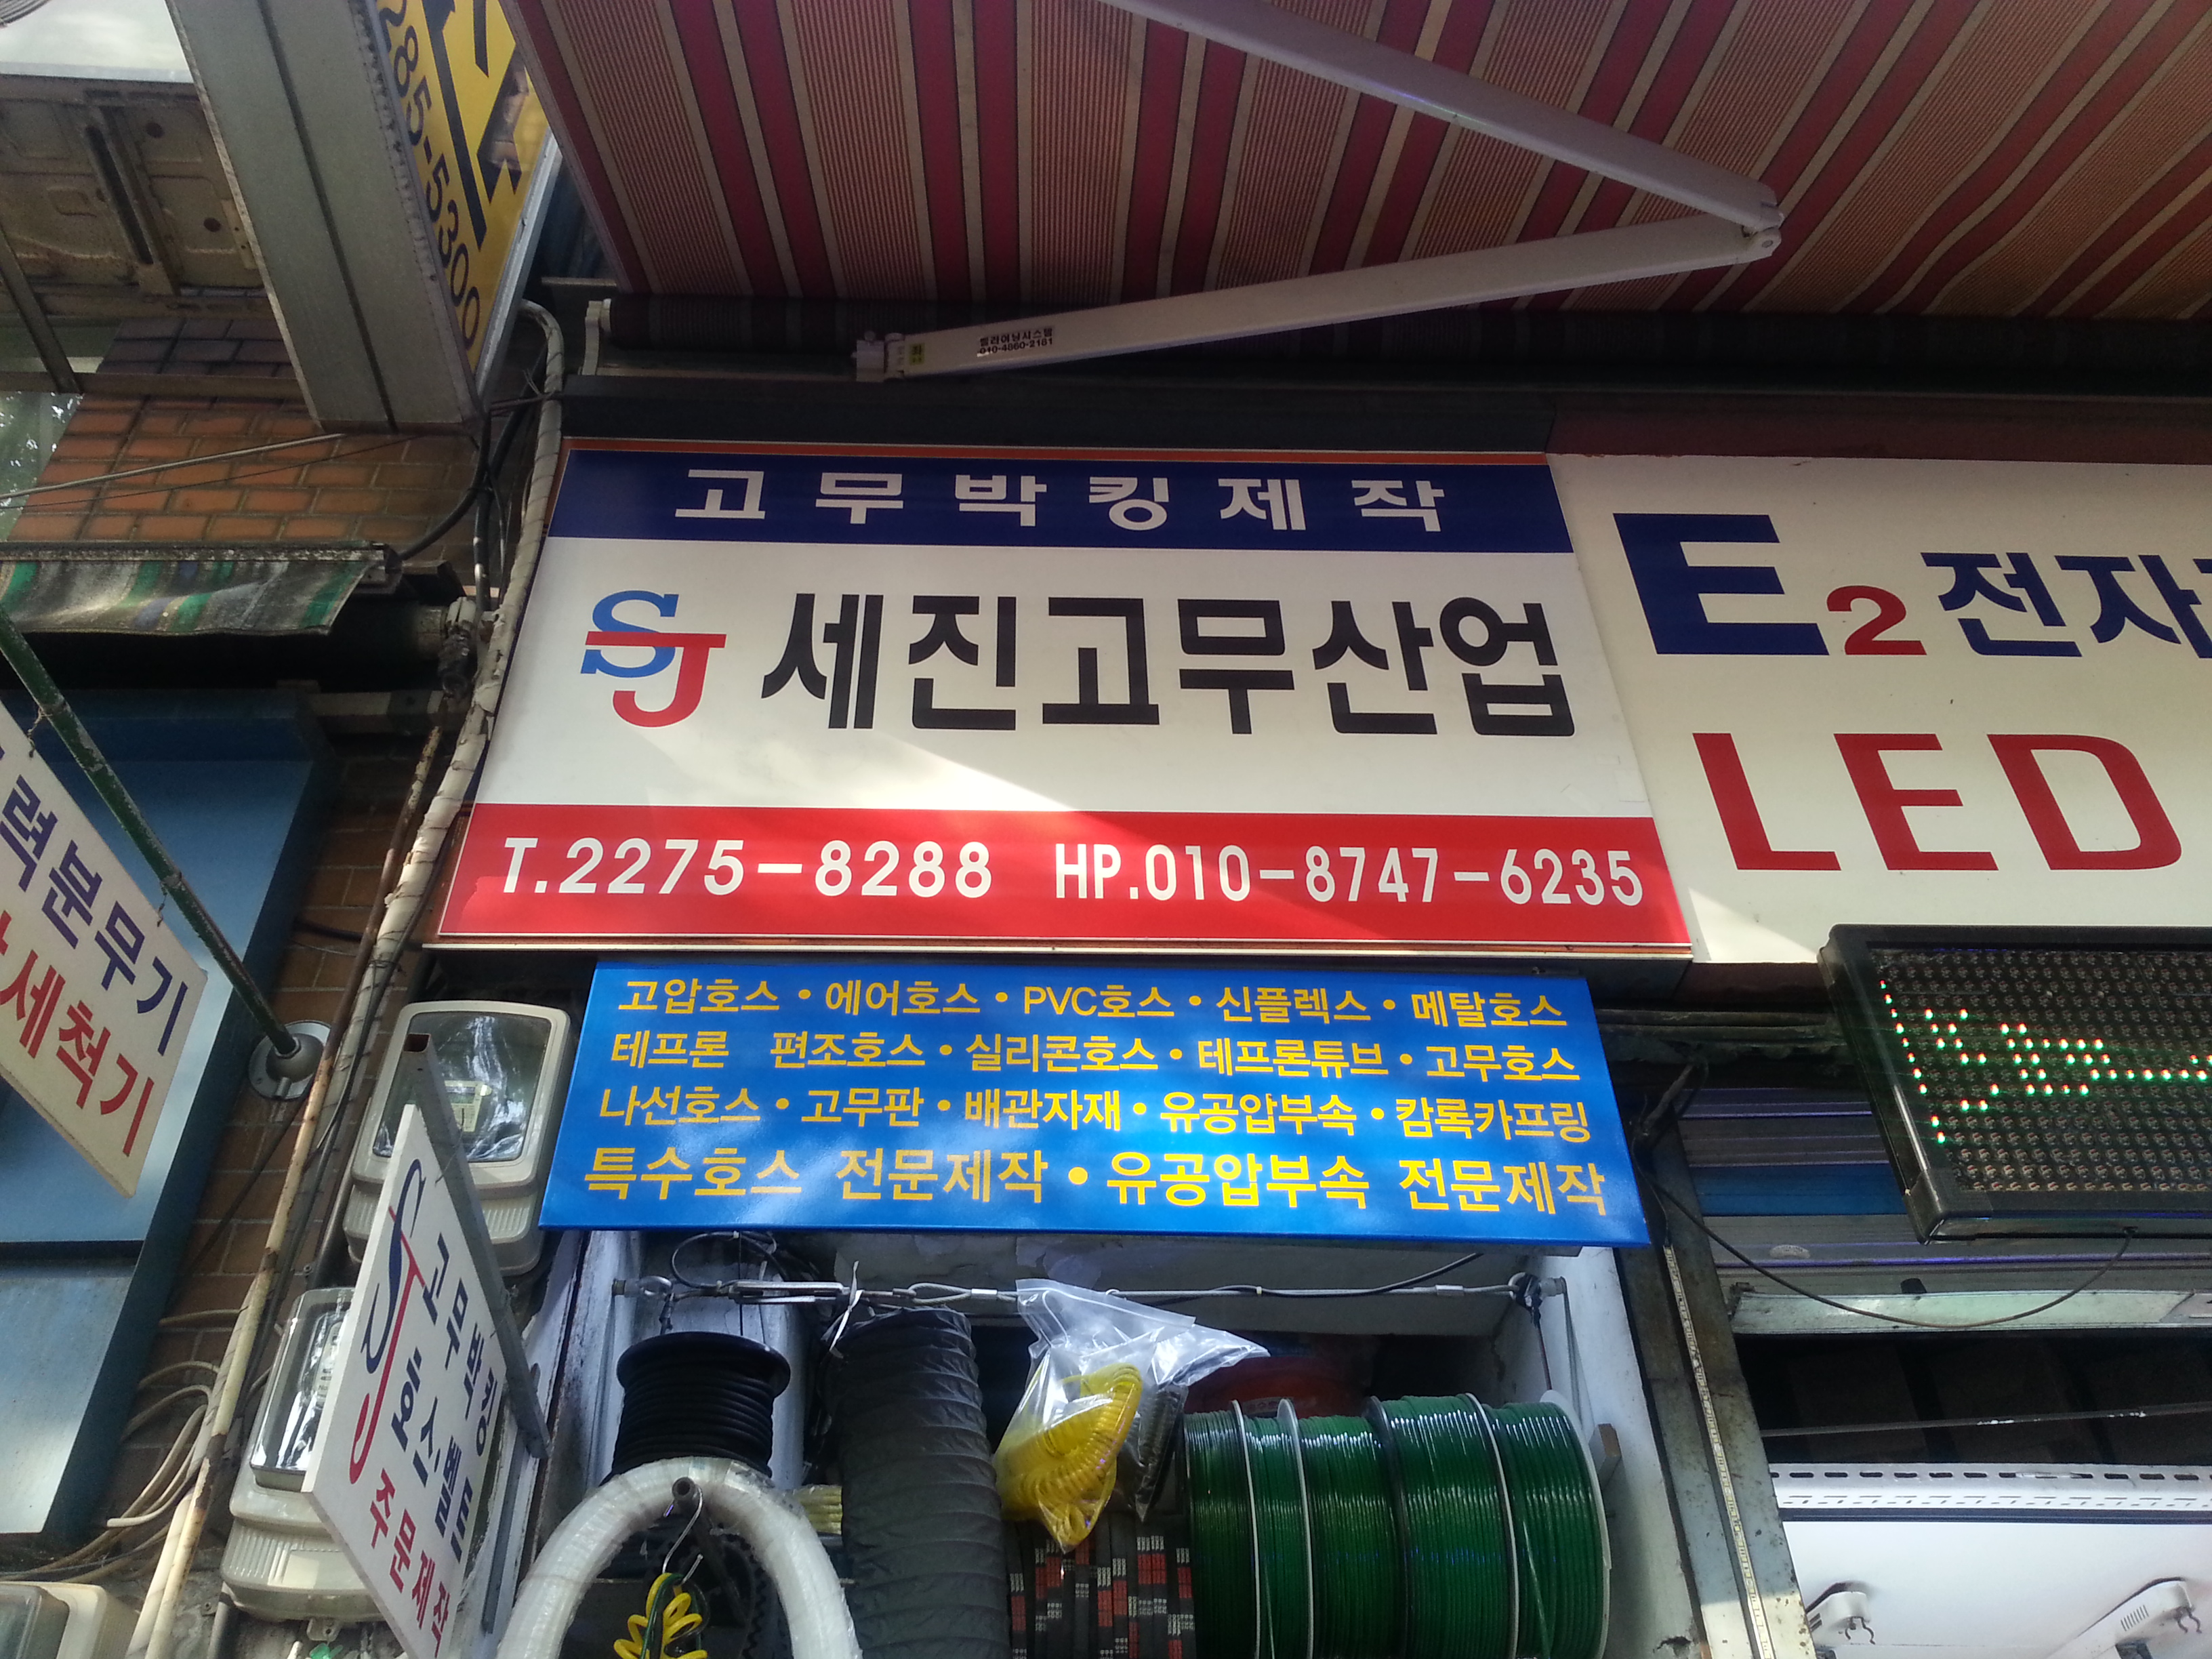 285-5300
010-4860-2181
고무박킹제작
SJ 세진고무산업
T.2275-8288 HP.010-8747-6235
E2전자
LED
고압호스・에어호스・PVC호스・신플렉스・메탈호스
테프론 편조호스・실리콘호스・테프론튜브・고무호스
나선호스・고무판・배관자재・유공압부속・캄록카프링
특수호스 전문제작・유공압부속 전문제작
력분무기
세척기
SJ
고무박킹
주문제작